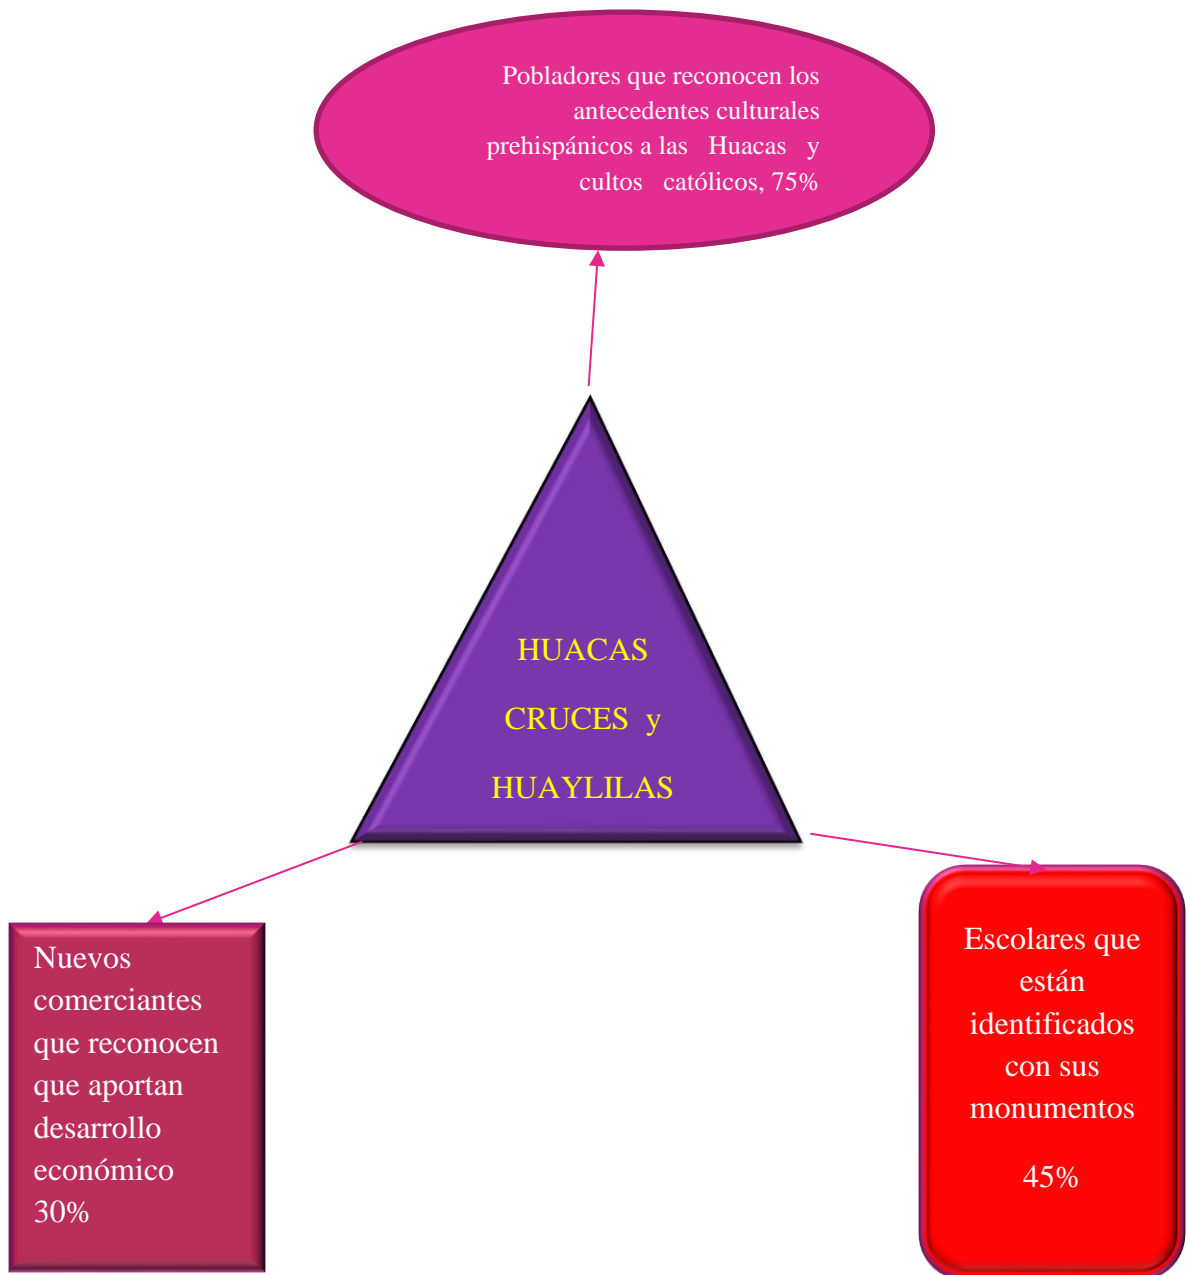 Pobladores que reconocen los
antecedentes culturales
prehispánicos a las Huacas y
cultos católicos, 75%
HUACAS
CRUCES y
HUAYLILAS
Nuevos
comerciantes
que reconocen
que aportan
desarrollo
económico
30%
Escolares que
están
identificados
con sus
monumentos
45%